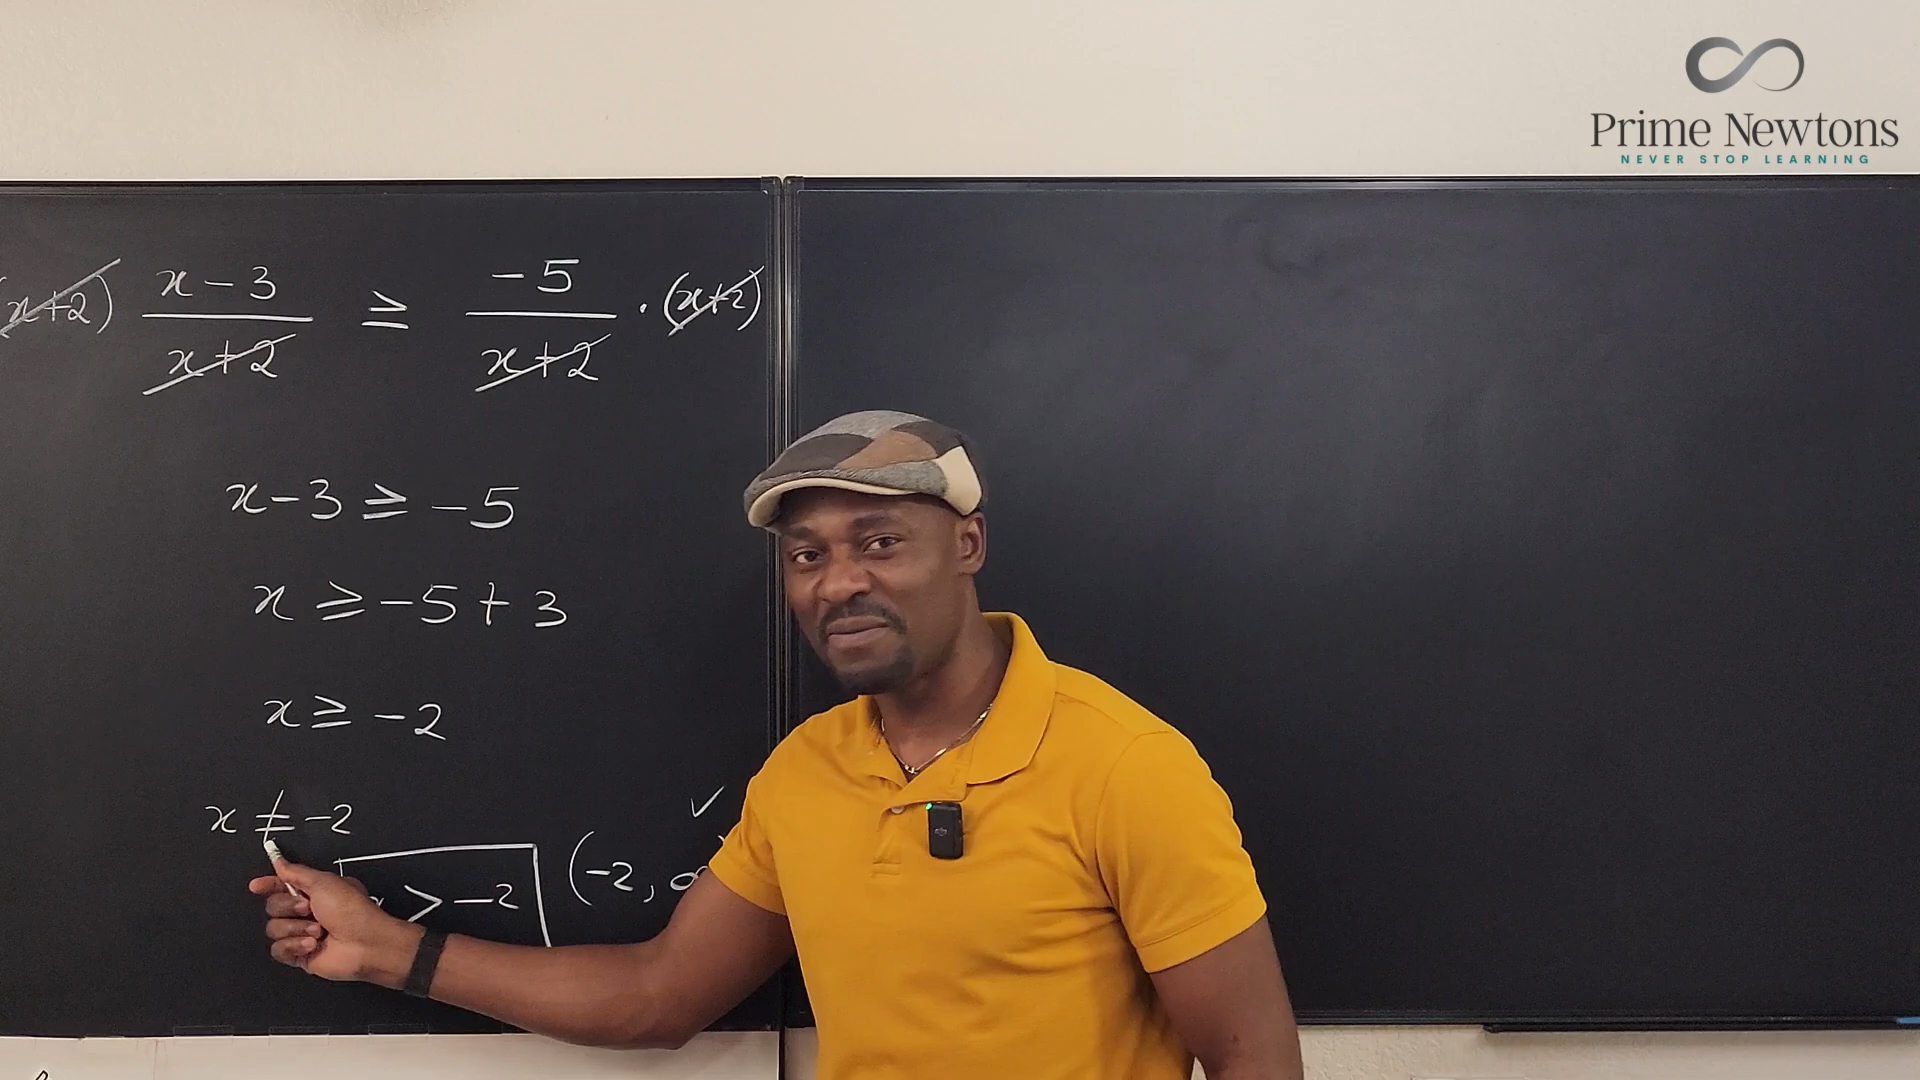 Prime Newtons
NEVER STOP LEARNING
(x+2) x-3 / x+2 ≥ -5 / x+2 · (x+2)
x-3 ≥ -5
x ≥ -5 + 3
x ≥ -2
x ≠ -2
✓
> -2 (-2,